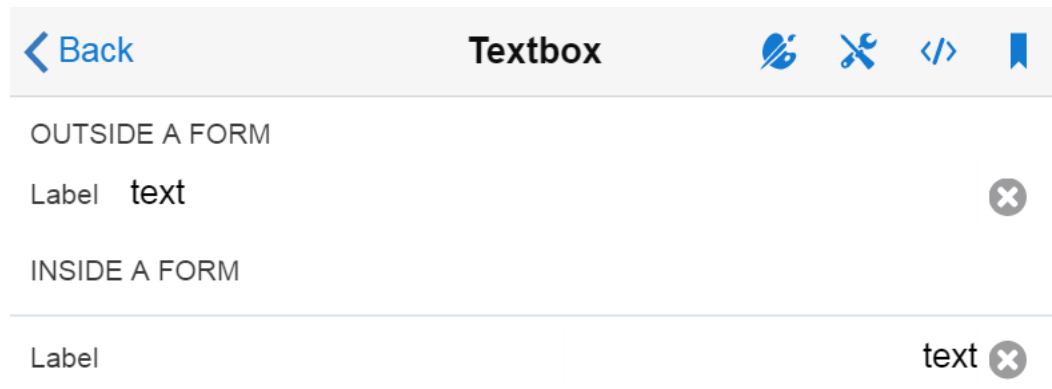 Back Textbox </>
OUTSIDE A FORM
Label text
INSIDE A FORM
Label text